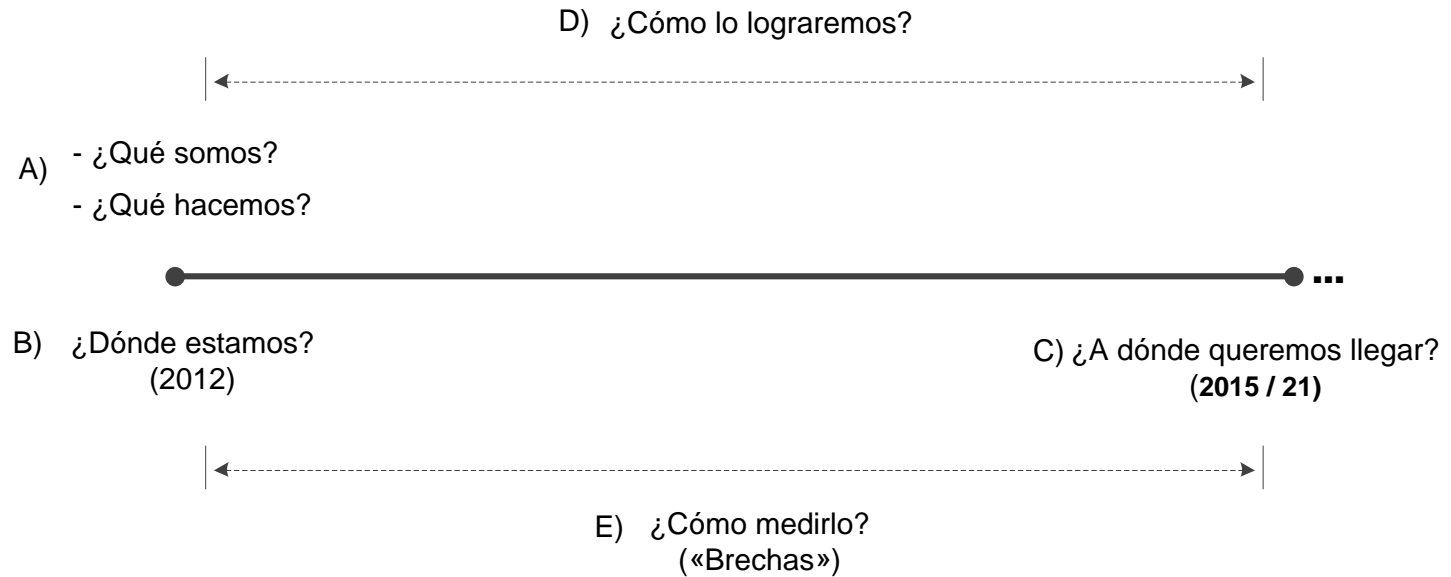 D) ¿Cómo lo lograremos?
A)
- ¿Qué somos?
- ¿Qué hacemos?
...
B) ¿Dónde estamos?
(2012)
C) ¿A dónde queremos llegar?
(2015 / 21)
E) ¿Cómo medirlo?
(«Brechas»)